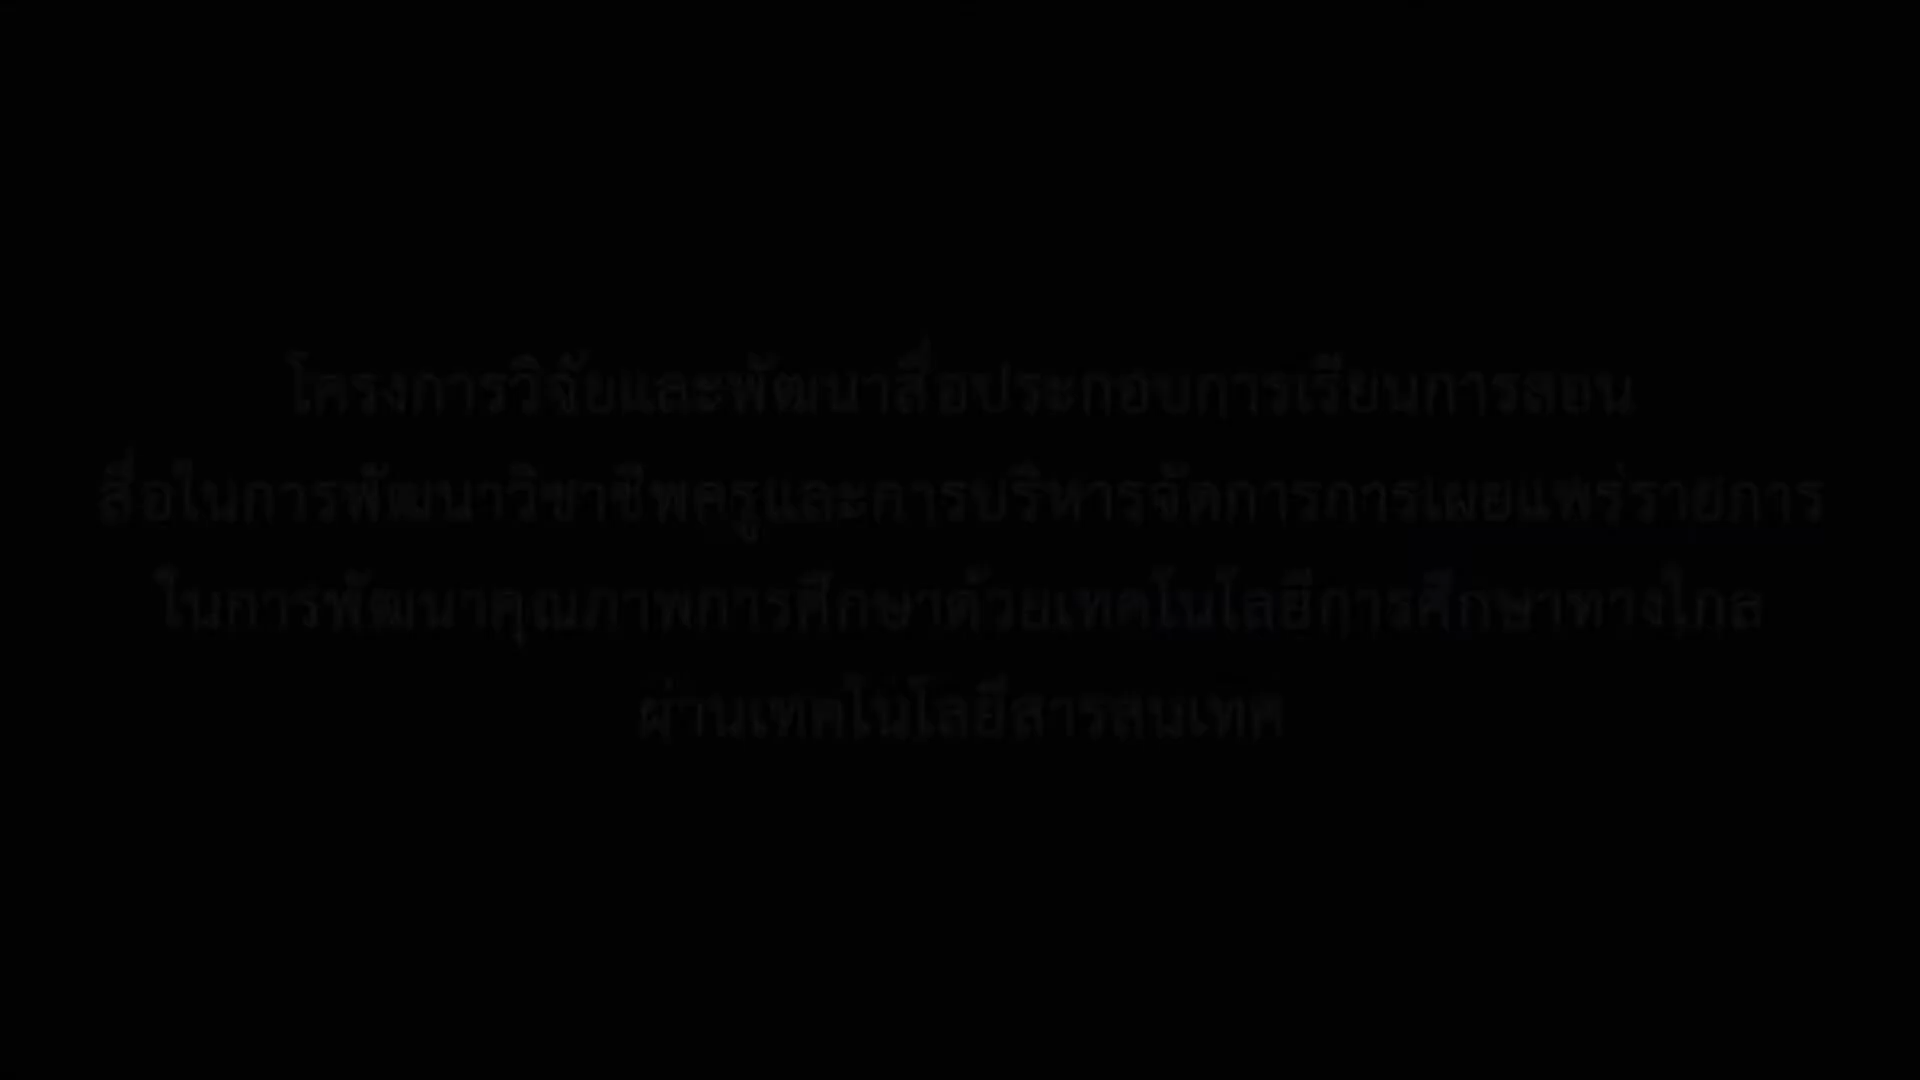 โครงการวิจัยและพัฒนาสื่อประกอบการเรียนการสอน
สื่อในการพัฒนาวิชาชีพครูและการบริหารจัดการการเผยแพร่รายการ
ในการพัฒนาคุณภาพการศึกษาด้วยเทคโนโลยีการศึกษาทางไกล
ผ่านเทคโนโลยีสารสนเทศ